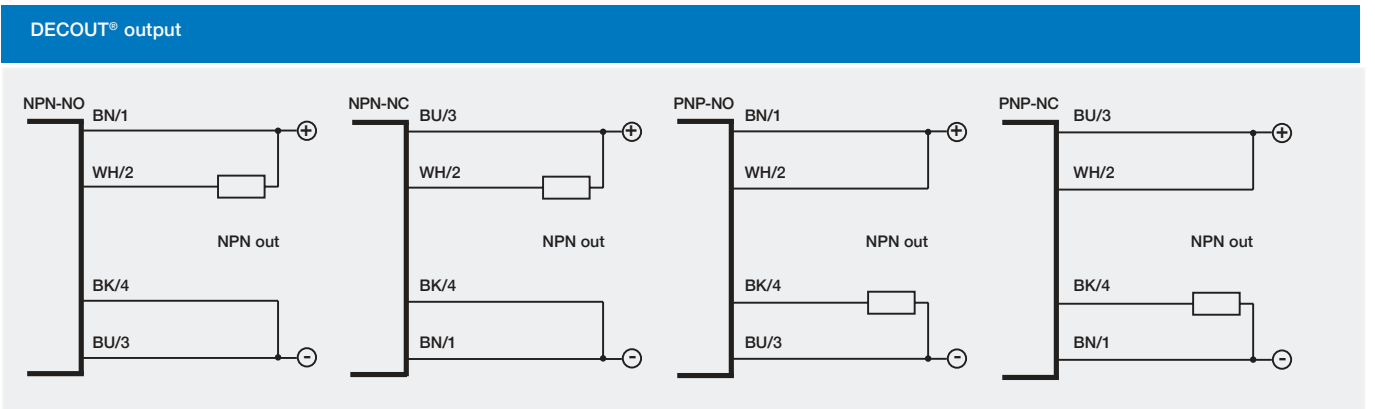 DECOUT® output
NPN-NO
BN/1
+
WH/2
NPN out
BK/4
BU/3
-
NPN-NC
BU/3
+
WH/2
NPN out
BK/4
BN/1
-
PNP-NO
BN/1
+
WH/2
NPN out
BK/4
BU/3
-
PNP-NC
BU/3
+
WH/2
NPN out
BK/4
BN/1
-